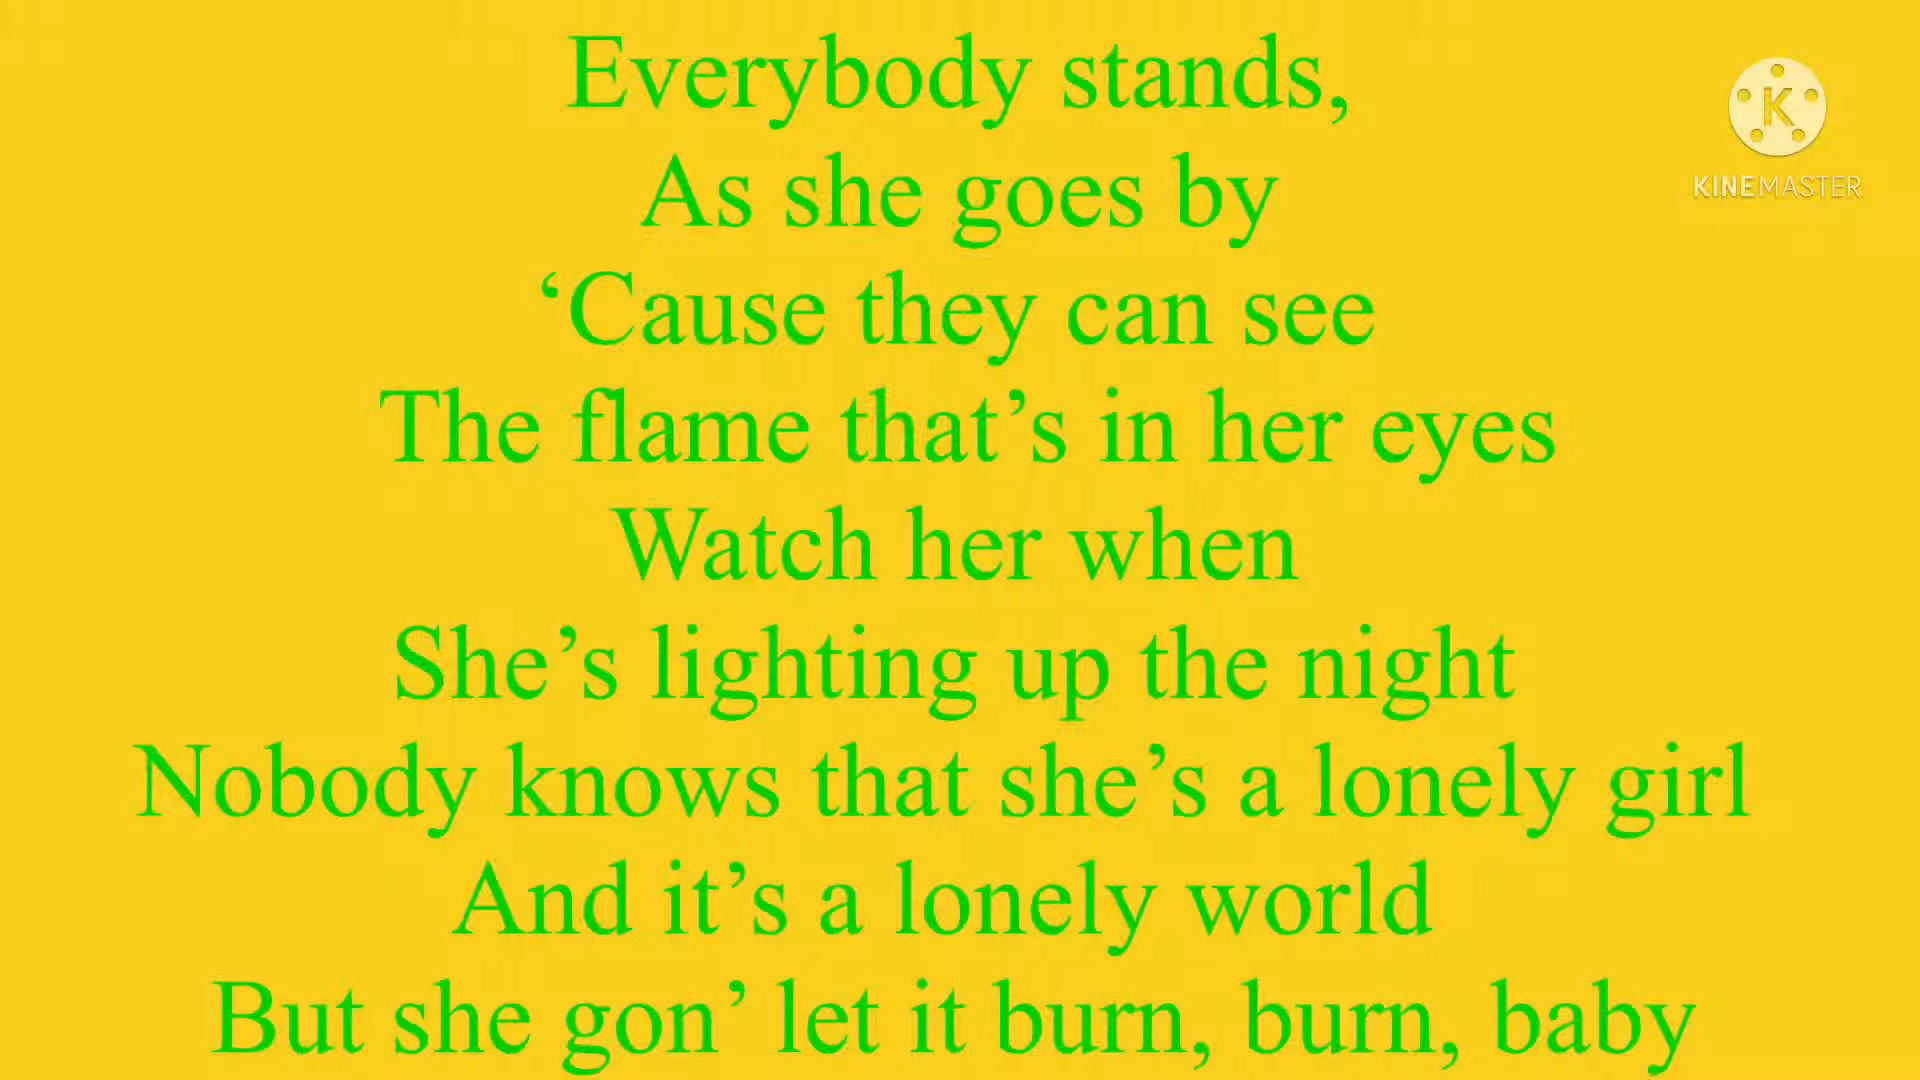 Everybody stands,
As she goes by
‘Cause they can see
The flame that’s in her eyes
Watch her when
She’s lighting up the night
Nobody knows that she’s a lonely girl
And it’s a lonely world
But she gon’ let it burn, burn, baby
K
KINEMASTER